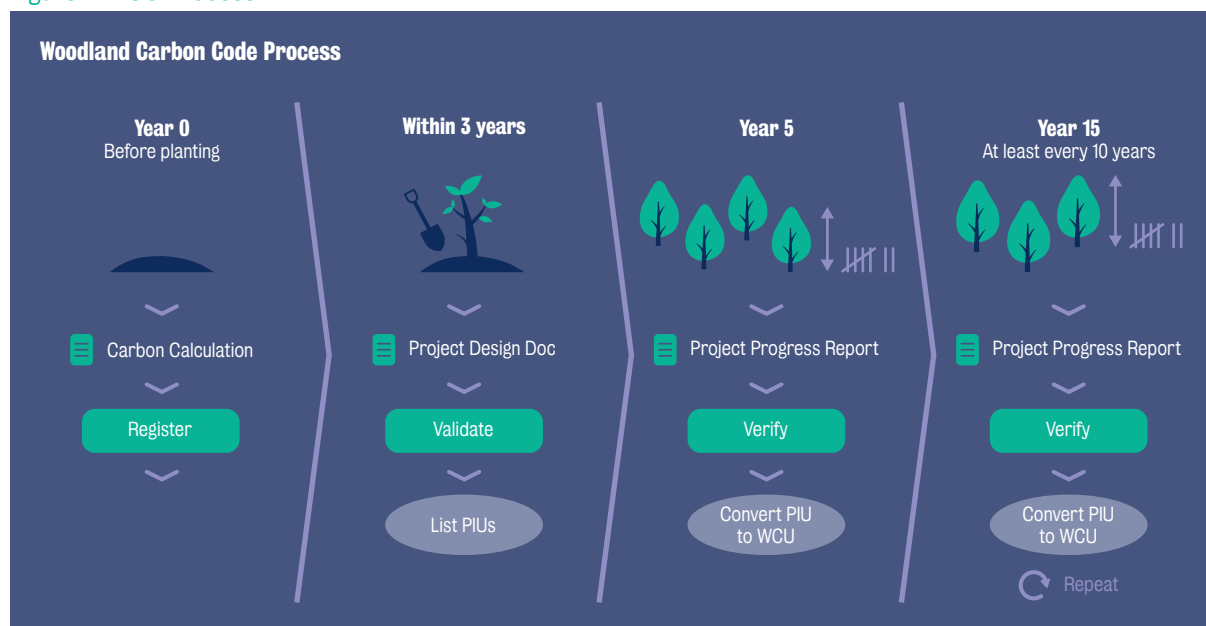 Woodland Carbon Code Process
Year 0
Before planting
Carbon Calculation
Register
Within 3 years
Project Design Doc
Validate
List PIUs
Year 5
Project Progress Report
Verify
Convert PIU
to WCU
Year 15
At least every 10 years
Project Progress Report
Verify
Convert PIU
to WCU
Repeat